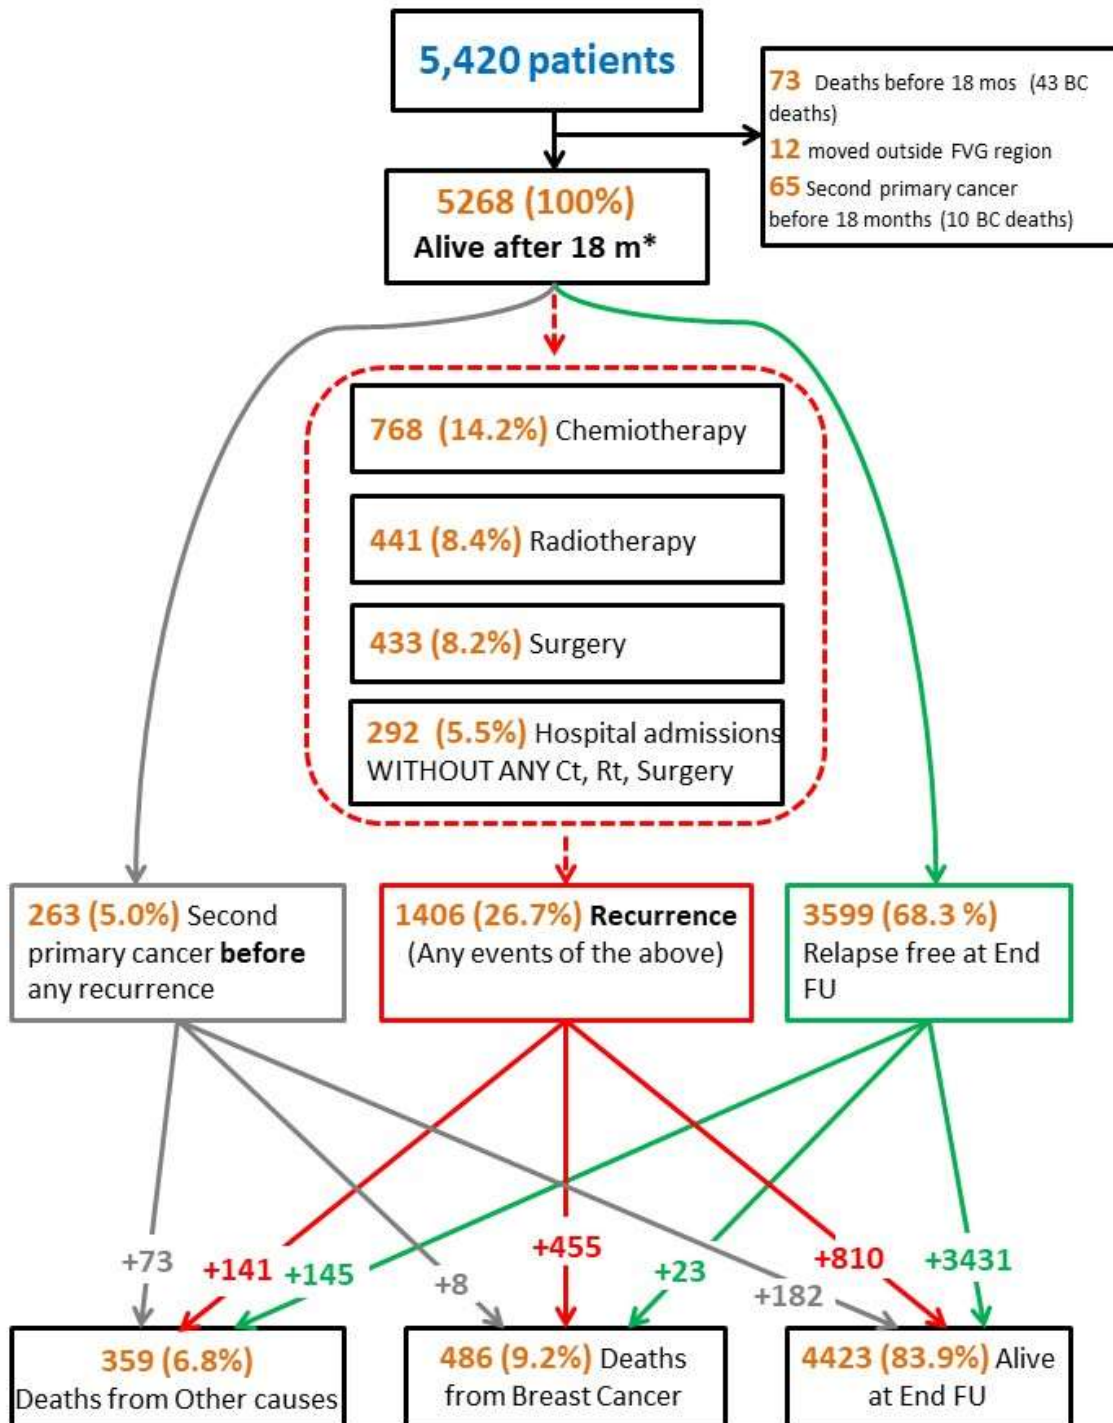 5,420 patients
73 Deaths before 18 mos (43 BC
deaths)
12 moved outside FVG region
65 Second primary cancer
before 18 months (10 BC deaths)
5268 (100%)
Alive after 18 m*
768 (14.2%) Chemiotherapy
441 (8.4%) Radiotherapy
433 (8.2%) Surgery
292 (5.5%) Hospital admissions
WITHOUT ANY Ct, Rt, Surgery
263 (5.0%) Second
primary cancer before
any recurrence
1406 (26.7%) Recurrence
(Any events of the above)
3599 (68.3 %)
Relapse free at End
FU
+73
+141
+145
+8
+455
+23
+182
+810
+3431
359 (6.8%)
Deaths from Other causes
486 (9.2%) Deaths
from Breast Cancer
4423 (83.9%) Alive
at End FU